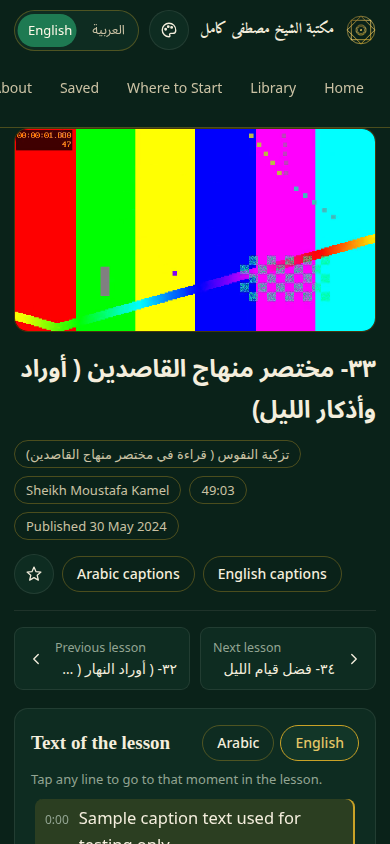 English
العربية
مكتبة الشيخ مصطفى كامل
About
Saved
Where to Start
Library
Home
00:00:01.000
47
٣٣- مختصر منهاج القاصدين ( أوراد
وأذكار الليل)
تزكية النفوس ( قراءة في مختصر منهاج القاصدين)
Sheikh Moustafa Kamel
49:03
Published 30 May 2024
Arabic captions
English captions
Previous lesson
٣٢- ( أوراد النهار ( ...
Next lesson
٣٤- فضل قيام الليل
Text of the lesson
Arabic
English
Tap any line to go to that moment in the lesson.
0:00
Sample caption text used for
testing only